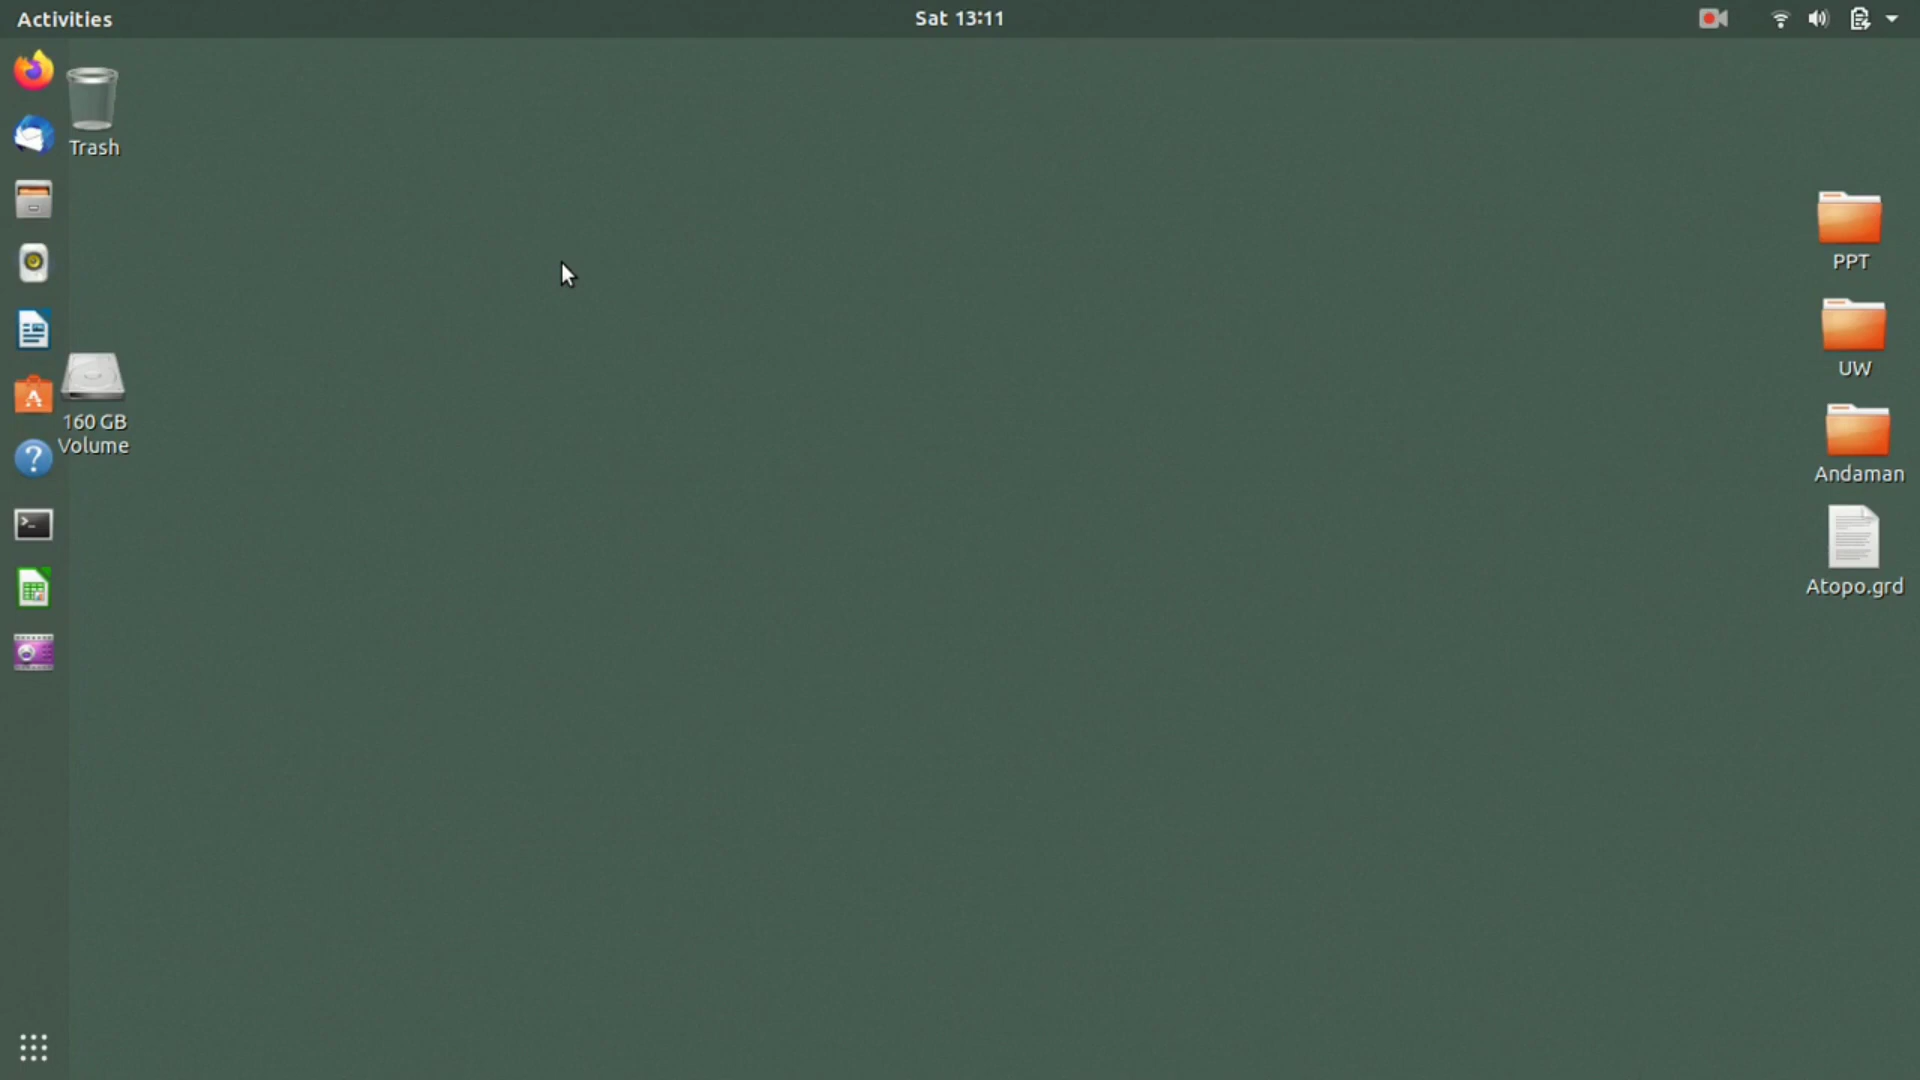 Activities
Sat 13:11
Trash
160 GB
Volume
PPT
UW
Andaman
Atopo.grd